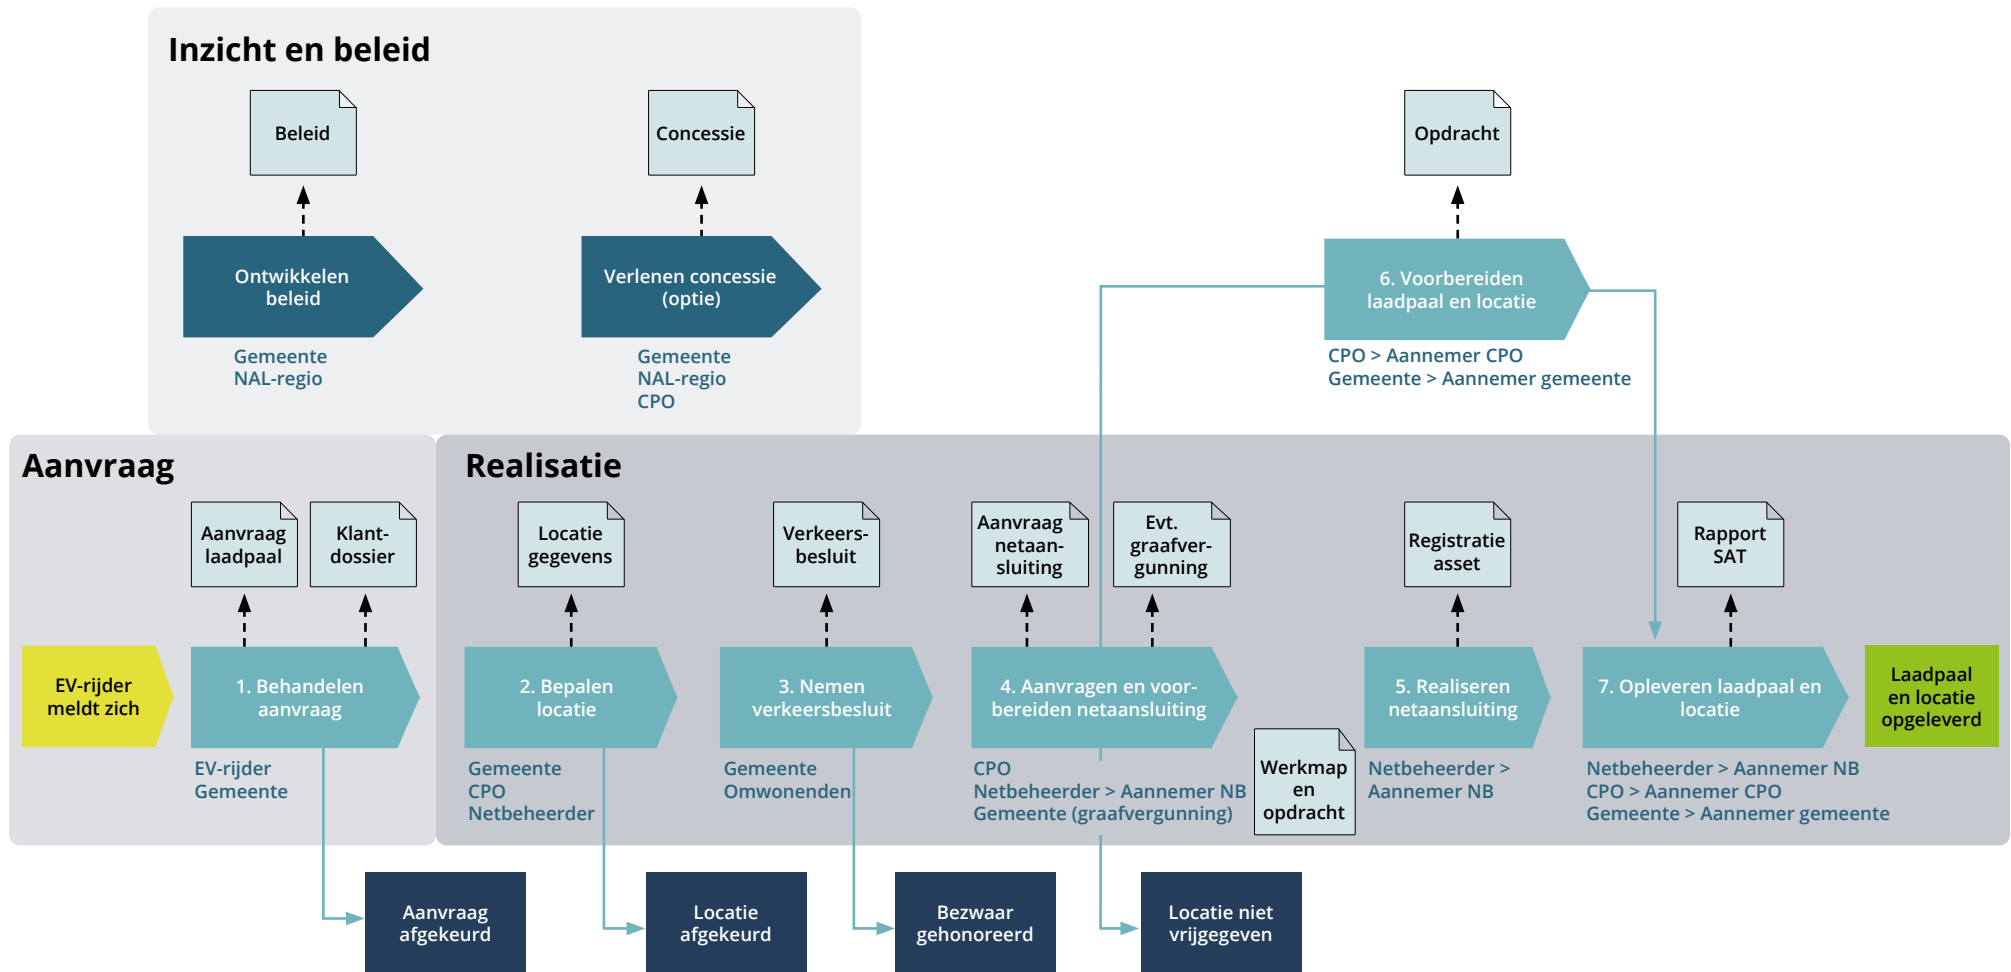 Inzicht en beleid
Beleid
Concessie
Opdracht
Ontwikkelen
beleid
Verlenen concessie
(optie)
6. Voorbereiden
laadpaal en locatie
Gemeente
NAL-regio
Gemeente
NAL-regio
CPO
CPO > Aannemer CPO
Gemeente > Aannemer gemeente
Aanvraag
Aanvraag
laadpaal
Klant-
dossier
EV-rijder
meldt zich
1. Behandelen
aanvraag
EV-rijder
Gemeente
Realisatie
Locatie
gegevens
Verkeers-
besluit
Aanvraag
netaan-
sluiting
Evt.
graafver-
gunning
Registratie
asset
Rapport
SAT
2. Bepalen
locatie
3. Nemen
verkeersbesluit
4. Aanvragen en voor-
bereiden netaansluiting
5. Realiseren
netaansluiting
7. Opleveren laadpaal en
locatie
Laadpaal
en locatie
opgeleverd
Gemeente
CPO
Netbeheerder
Gemeente
Omwonenden
CPO
Netbeheerder > Aannemer NB
Gemeente (graafvergunning)
Werkmap
en
opdracht
Netbeheerder >
Aannemer NB
Netbeheerder > Aannemer NB
CPO > Aannemer CPO
Gemeente > Aannemer gemeente
Aanvraag
afgekeurd
Locatie
afgekeurd
Bezwaar
gehonoreerd
Locatie niet
vrijgegeven